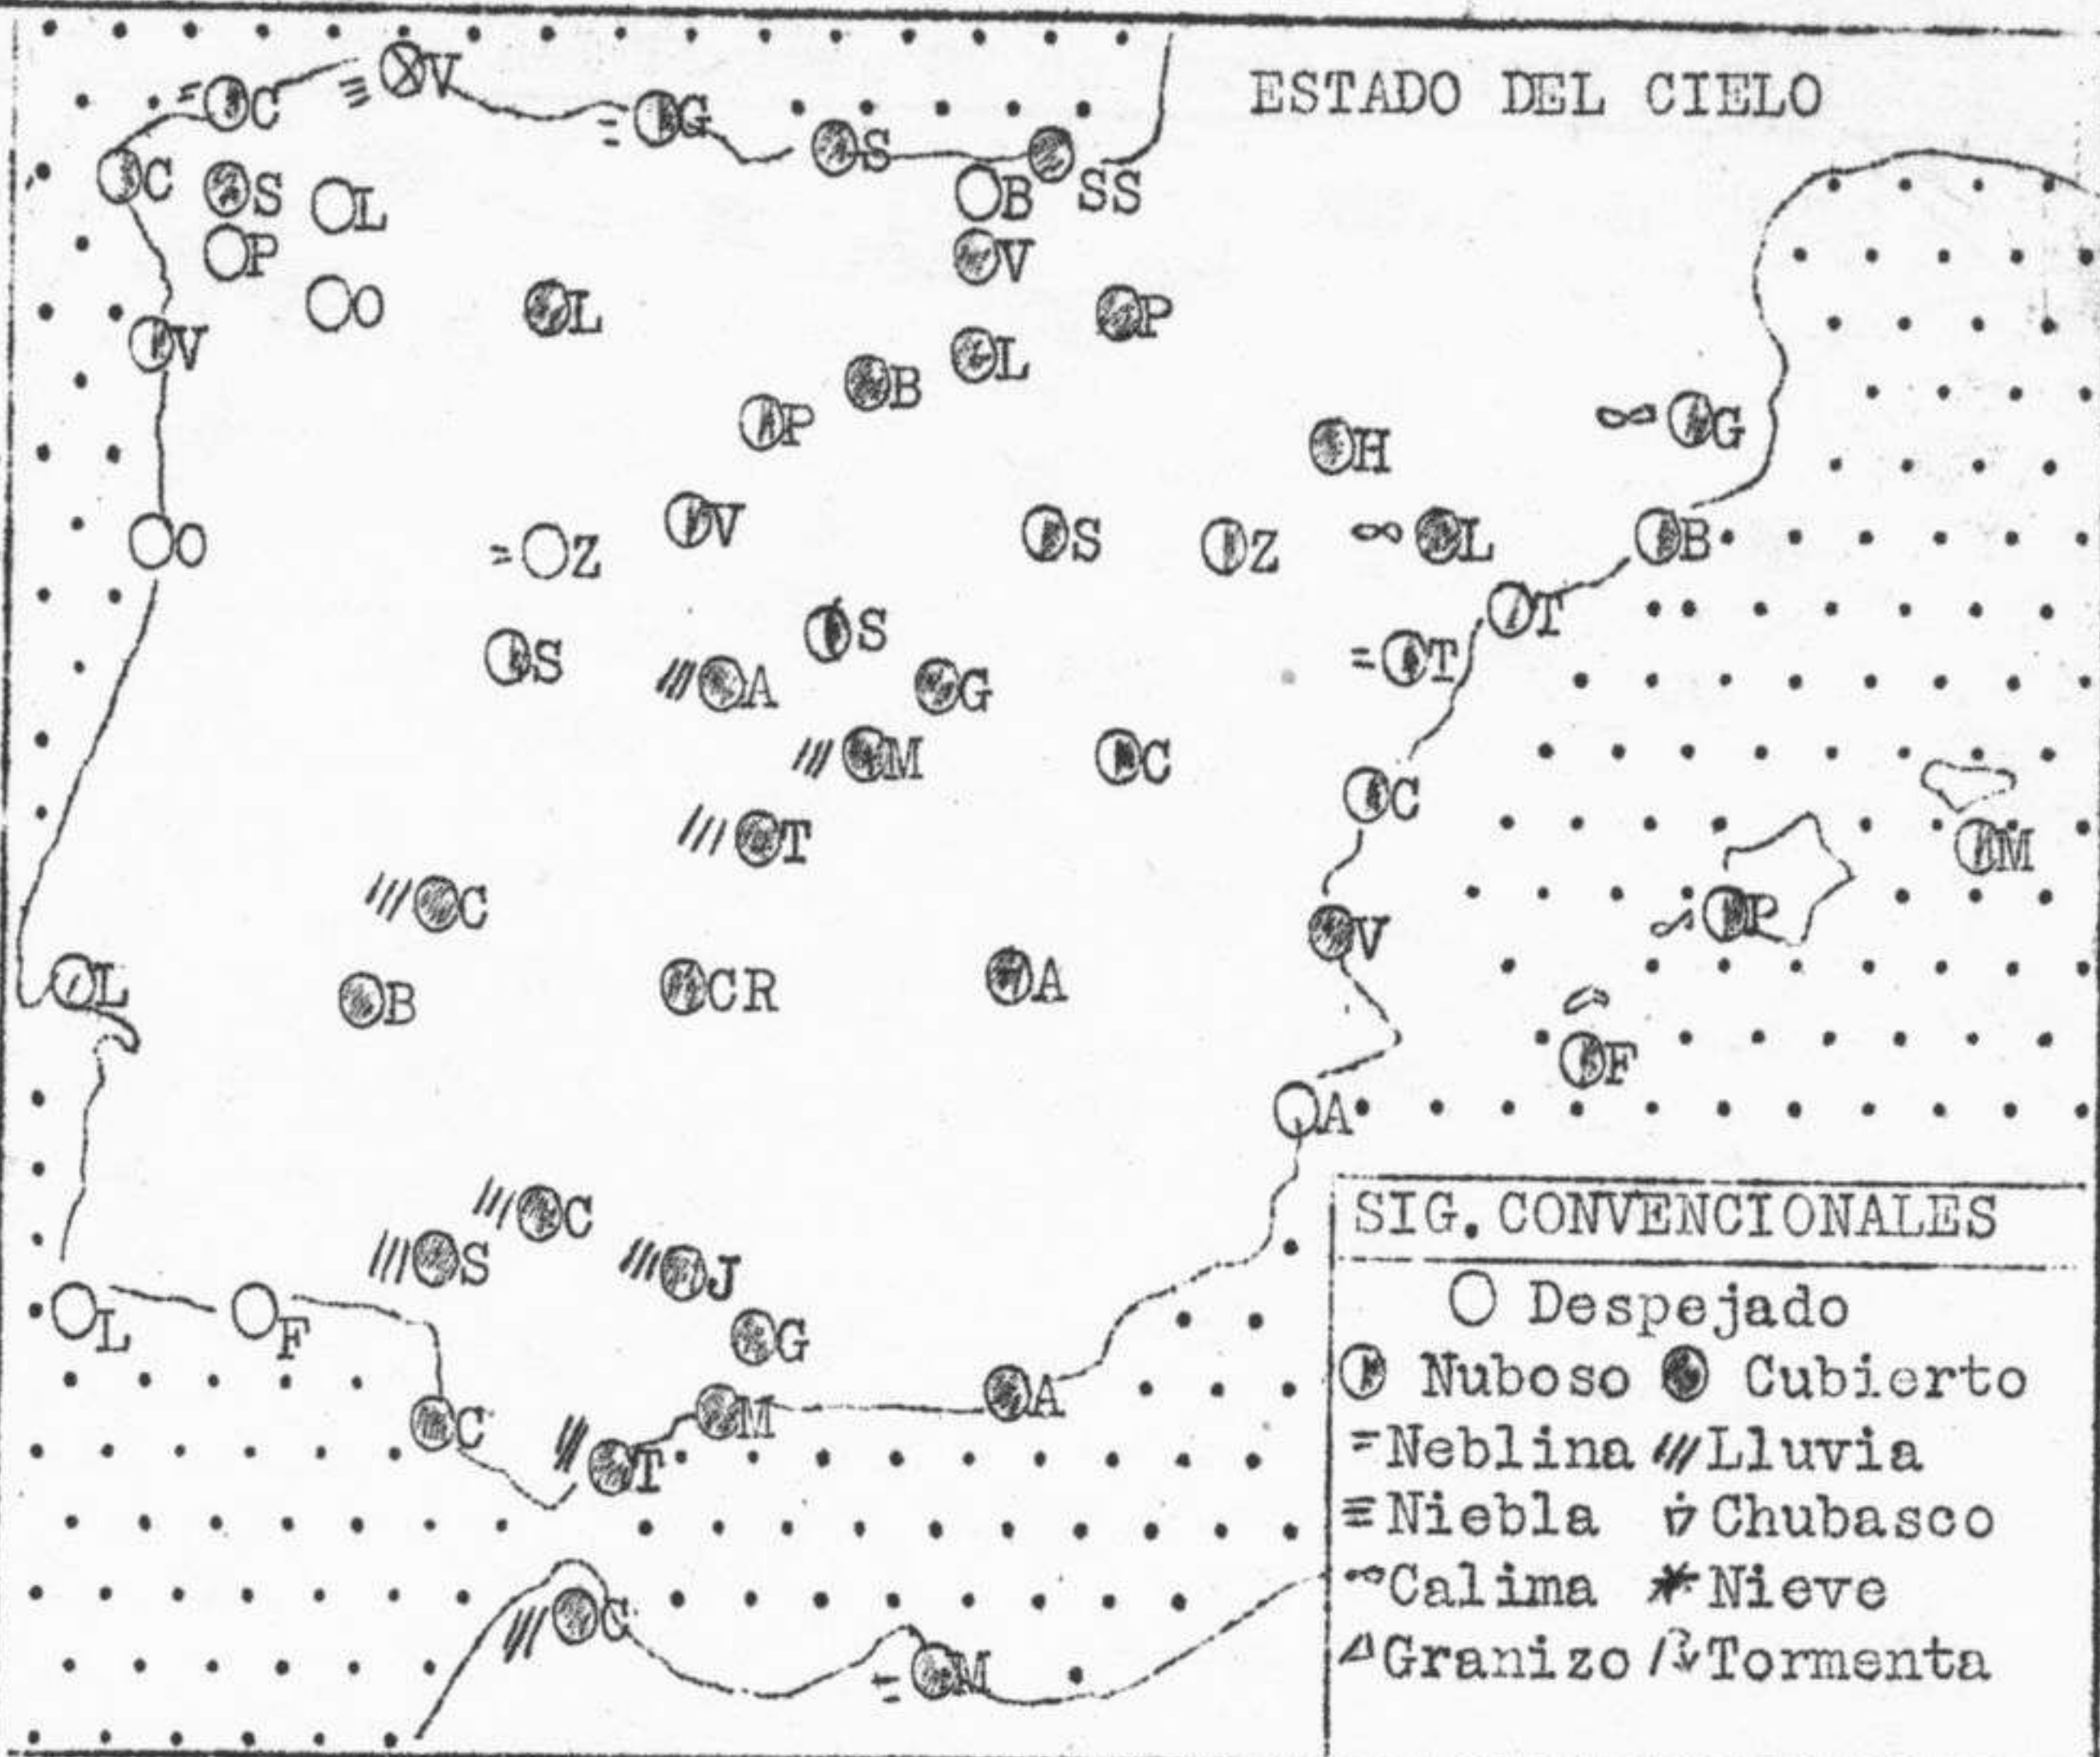 ESTADO DEL CIELO
V
C
G
S
C
S
L
B
SS
P
V
O
L
P
V
L
B
P
H
G
V
O
Z
S
Z
L
B
T
S
S
T
A
G
M
C
C
T
M
C
P
V
L
B
CR
A
F
A
C
S
J
L
F
G
A
M
C
T
C
M
SIG. CONVENCIONALES
Despejado
Nuboso Cubierto
Neblina Lluvia
Niebla Chubasco
Calima Nieve
Granizo Tormenta